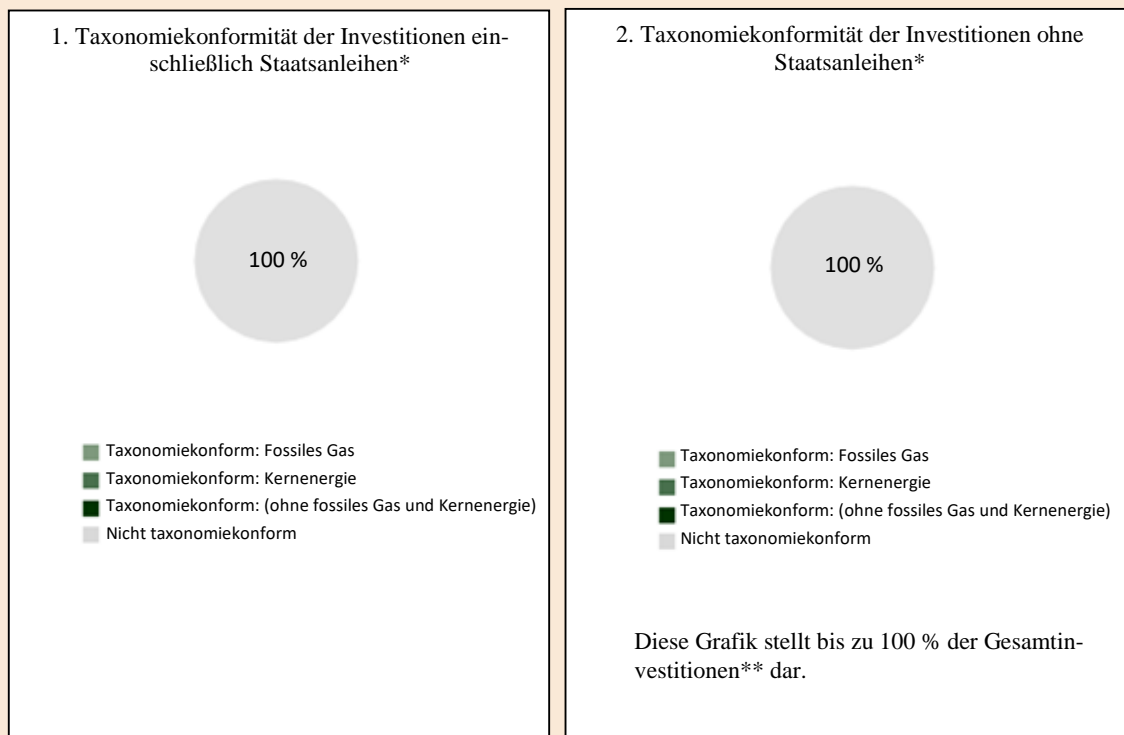 1. Taxonomiekonformität der Investitionen ein-
schließlich Staatsanleihen*
100 %
Taxonomiekonform: Fossiles Gas
Taxonomiekonform: Kernenergie
Taxonomiekonform: (ohne fossiles Gas und Kernenergie)
Nicht taxonomiekonform
2. Taxonomiekonformität der Investitionen ohne
Staatsanleihen*
100 %
Taxonomiekonform: Fossiles Gas
Taxonomiekonform: Kernenergie
Taxonomiekonform: (ohne fossiles Gas und Kernenergie)
Nicht taxonomiekonform
Diese Grafik stellt bis zu 100 % der Gesamtin-
vestitionen** dar.